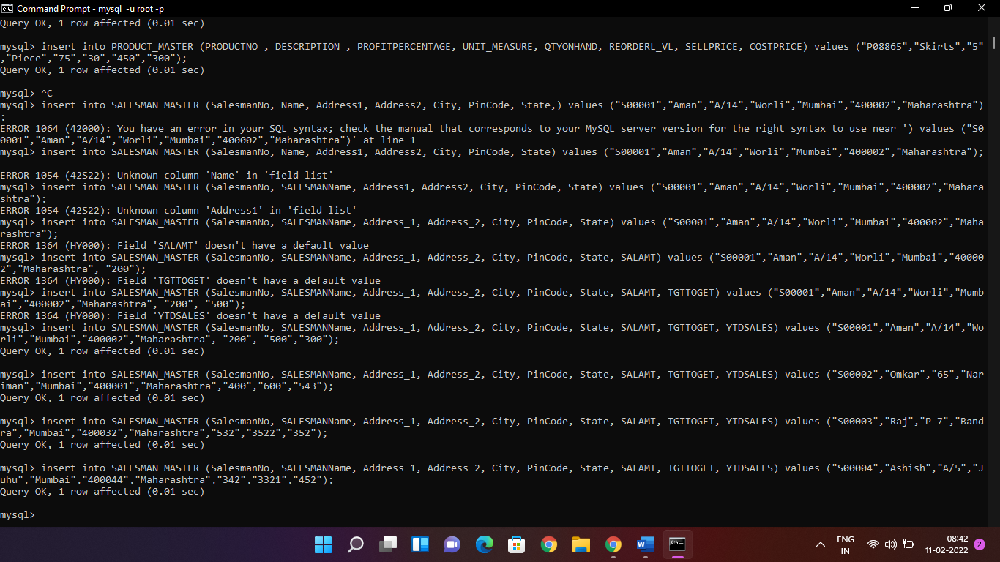 Command Prompt - mysql -u root -p
Query OK, 1 row affected (0.01 sec)
mysql> insert into PRODUCT_MASTER (PRODUCTNO , DESCRIPTION , PROFITPERCENTAGE, UNIT_MEASURE, QTYONHAND, REORDERL_VL, SELLPRICE, COSTPRICE) values ("P08865","Skirts","5"
,"Piece","75","30","450","300");
Query OK, 1 row affected (0.01 sec)
mysql> ^C
mysql> insert into SALESMAN_MASTER (SalesmanNo, Name, Address1, Address2, City, PinCode, State,) values ("S00001","Aman","A/14","Worli","Mumbai","400002","Maharashtra")
;
ERROR 1064 (42000): You have an error in your SQL syntax; check the manual that corresponds to your MySQL server version for the right syntax to use near ') values ("S0
0001","Aman","A/14","Worli","Mumbai","400002","Maharashtra")' at line 1
mysql> insert into SALESMAN_MASTER (SalesmanNo, Name, Address1, Address2, City, PinCode, State) values ("S00001","Aman","A/14","Worli","Mumbai","400002","Maharashtra");
ERROR 1054 (42S22): Unknown column 'Name' in 'field list'
mysql> insert into SALESMAN_MASTER (SalesmanNo, SALESMANName, Address1, Address2, City, PinCode, State) values ("S00001","Aman","A/14","Worli","Mumbai","400002","Mahara
shtra");
ERROR 1054 (42S22): Unknown column 'Address1' in 'field list'
mysql> insert into SALESMAN_MASTER (SalesmanNo, SALESMANName, Address_1, Address_2, City, PinCode, State) values ("S00001","Aman","A/14","Worli","Mumbai","400002","Maha
rashtra");
ERROR 1364 (HY000): Field 'SALAMT' doesn't have a default value
mysql> insert into SALESMAN_MASTER (SalesmanNo, SALESMANName, Address_1, Address_2, City, PinCode, State, SALAMT) values ("S00001","Aman","A/14","Worli","Mumbai","40000
2","Maharashtra", "200");
ERROR 1364 (HY000): Field 'TGTTOGET' doesn't have a default value
mysql> insert into SALESMAN_MASTER (SalesmanNo, SALESMANName, Address_1, Address_2, City, PinCode, State, SALAMT, TGTTOGET) values ("S00001","Aman","A/14","Worli","Mumb
ai","400002","Maharashtra", "200", "500");
ERROR 1364 (HY000): Field 'YTDSALES' doesn't have a default value
mysql> insert into SALESMAN_MASTER (SalesmanNo, SALESMANName, Address_1, Address_2, City, PinCode, State, SALAMT, TGTTOGET, YTDSALES) values ("S00001","Aman","A/14","Wo
rli","Mumbai","400002","Maharashtra", "200", "500","300");
Query OK, 1 row affected (0.01 sec)
mysql> insert into SALESMAN_MASTER (SalesmanNo, SALESMANName, Address_1, Address_2, City, PinCode, State, SALAMT, TGTTOGET, YTDSALES) values ("S00002","Omkar","65","Nar
iman","Mumbai","400001","Maharashtra","400","600","543");
Query OK, 1 row affected (0.01 sec)
mysql> insert into SALESMAN_MASTER (SalesmanNo, SALESMANName, Address_1, Address_2, City, PinCode, State, SALAMT, TGTTOGET, YTDSALES) values ("S00003","Raj","P-7","Band
ra","Mumbai","400032","Maharashtra","532","3522","352");
Query OK, 1 row affected (0.01 sec)
mysql> insert into SALESMAN_MASTER (SalesmanNo, SALESMANName, Address_1, Address_2, City, PinCode, State, SALAMT, TGTTOGET, YTDSALES) values ("S00004","Ashish","A/5","J
uhu","Mumbai","400044","Maharashtra","342","3321","452");
Query OK, 1 row affected (0.01 sec)
mysql>
ENG
IN
08:42
11-02-2022
2